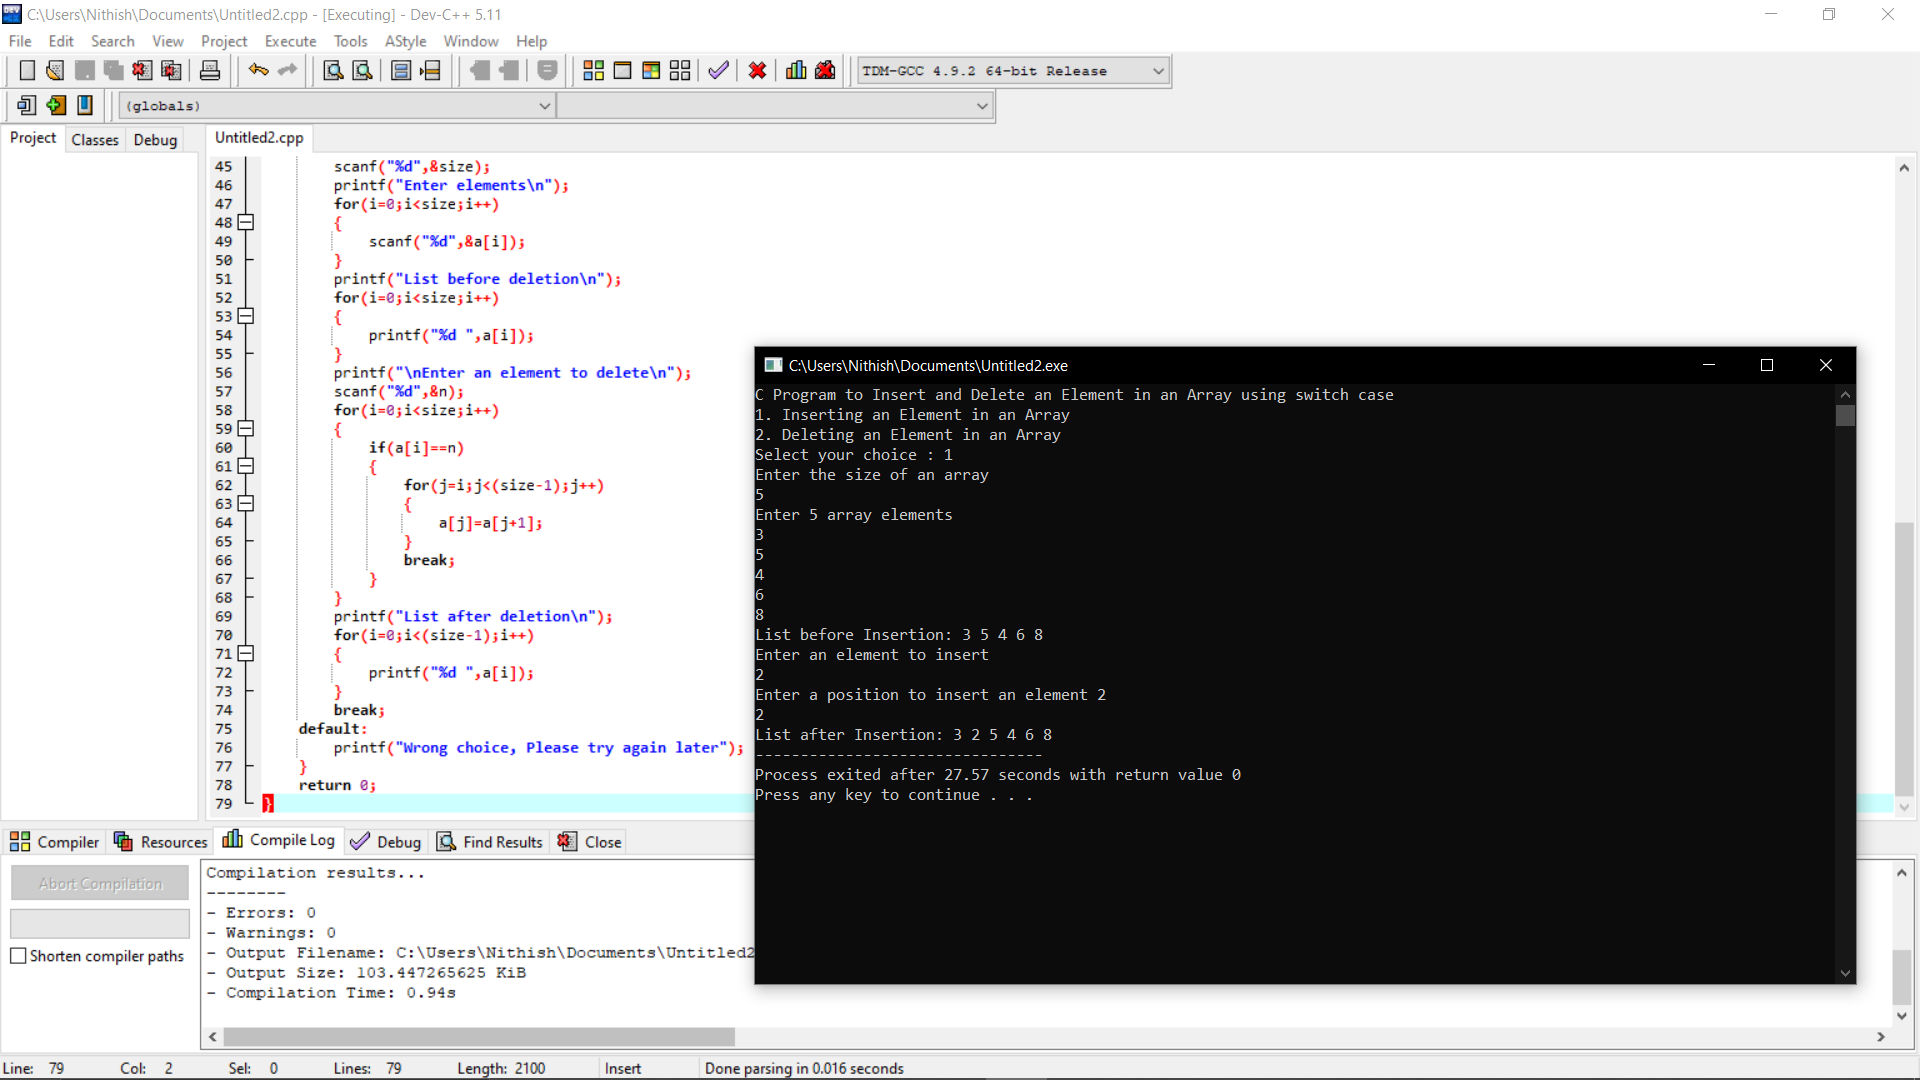 C:\Users\Nithish\Documents\Untitled2.cpp - [Executing] - Dev-C++ 5.11
File Edit Search View Project Execute Tools AStyle Window Help
TDM-GCC 4.9.2 64-bit Release
(globals)
Project Classes Debug
Untitled2.cpp
45 scanf("%d",&size);
46 printf("Enter elements\n");
47 for(i=0;i<size;i++)
48 {
49 scanf("%d",&a[i]);
50 }
51 printf("List before deletion\n");
52 for(i=0;i<size;i++)
53 {
54 printf("%d ",a[i]);
55 }
56 printf("\nEnter an element to delete\n");
57 scanf("%d",&n);
58 for(i=0;i<size;i++)
59 {
60 if(a[i]==n)
61 {
62 for(j=i;j<(size-1);j++)
63 {
64 a[j]=a[j+1];
65 }
66 break;
67 }
68 }
69 printf("List after deletion\n");
70 for(i=0;i<(size-1);i++)
71 {
72 printf("%d ",a[i]);
73 }
74 break;
75 default:
76 printf("Wrong choice, Please try again later");
77 }
78 return 0;
79 }
C:\Users\Nithish\Documents\Untitled2.exe
C Program to Insert and Delete an Element in an Array using switch case
1. Inserting an Element in an Array
2. Deleting an Element in an Array
Select your choice : 1
Enter the size of an array
5
Enter 5 array elements
3
5
4
6
8
List before Insertion: 3 5 4 6 8
Enter an element to insert
2
Enter a position to insert an element 2
2
List after Insertion: 3 2 5 4 6 8
--------------------------------
Process exited after 27.57 seconds with return value 0
Press any key to continue . . .
Compiler Resources Compile Log Debug Find Results Close
Abort Compilation
Shorten compiler paths
Compilation results...
--------
- Errors: 0
- Warnings: 0
- Output Filename: C:\Users\Nithish\Documents\Untitled2
- Output Size: 103.447265625 KiB
- Compilation Time: 0.94s
Line: 79 Col: 2 Sel: 0 Lines: 79 Length: 2100 Insert Done parsing in 0.016 seconds